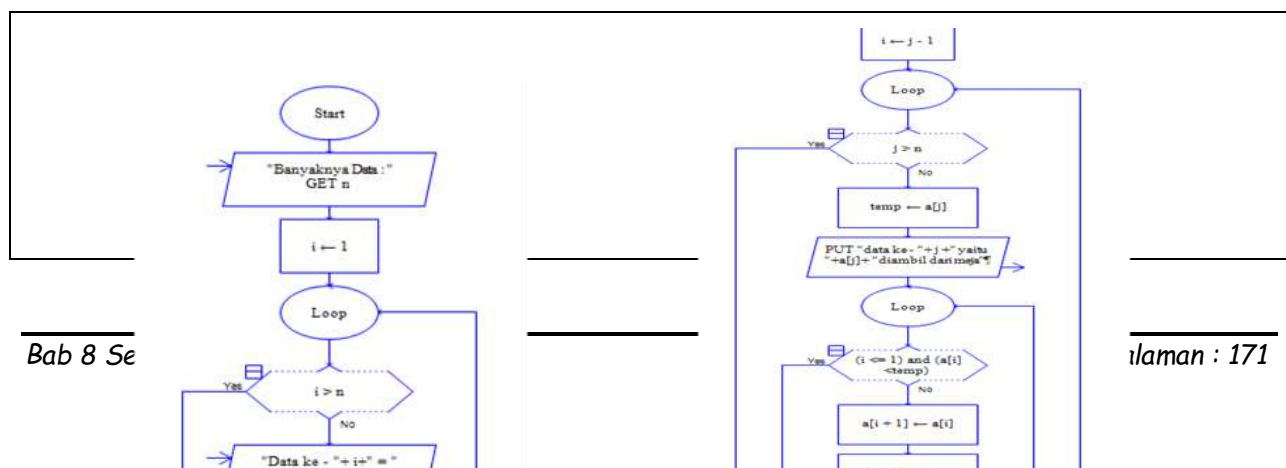 Start
"Banyaknya Data :"
GET n
i ← 1
Loop
Yes
i > n
No
"Data ke - "+ i+" = "
i ← j - 1
Loop
Yes
j > n
No
temp ← a[j]
PUT "data ke - "+j +" yaitu
"+a[j]+ "diambil dari meja"¶
Loop
Yes
(i <= 1) and (a[i]
<temp)
No
a[i + 1] ← a[i]
Bab 8 Se
laman : 171